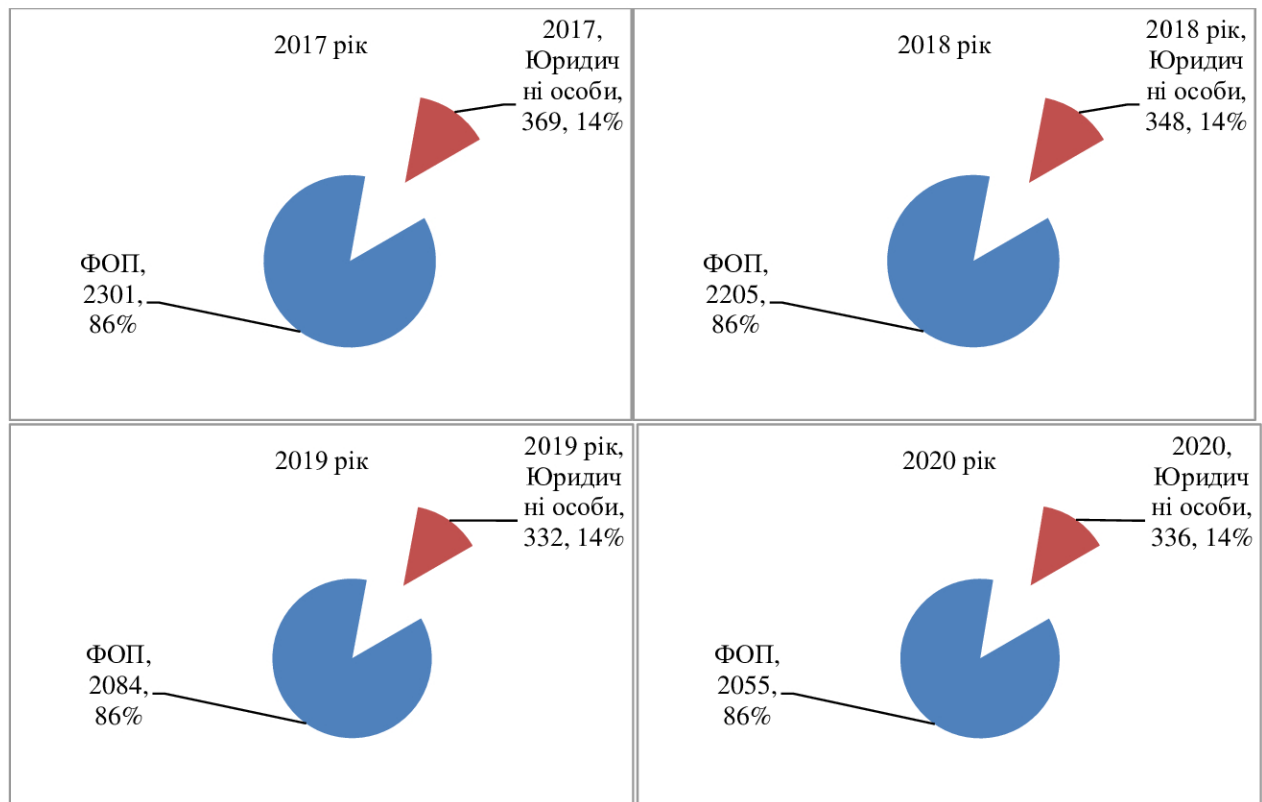 2017 рік
2017,
Юридич
ні особи,
369, 14%
ФОП,
2301,
86%
2018 рік
2018 рік,
Юридич
ні особи,
348, 14%
ФОП,
2205,
86%
2019 рік
2019 рік,
Юридич
ні особи,
332, 14%
ФОП,
2084,
86%
2020 рік
2020,
Юридич
ні особи,
336, 14%
ФОП,
2055,
86%